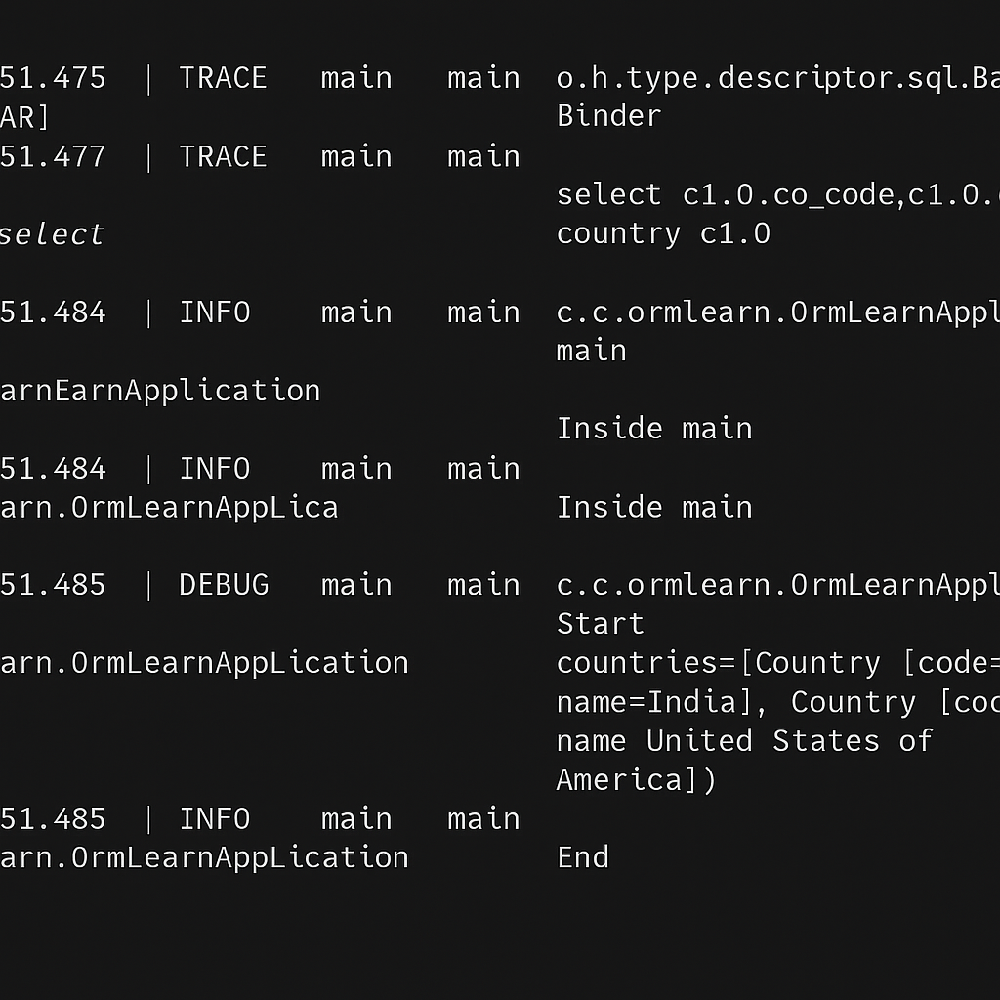 51.475 | TRACE main main o.h.type.descriptor.sql.Ba
AR] Binder
51.477 | TRACE main main
select c1.0.co_code,c1.0.
select country c1.0
51.484 | INFO main main c.c.ormlearn.OrmLearnAppl
main
arnEarnApplication
Inside main
51.484 | INFO main main
arn.OrmLearnAppLica Inside main
51.485 | DEBUG main main c.c.ormlearn.OrmLearnAppl
Start
arn.OrmLearnAppLication countries=[Country [code=
name=India], Country [coc
name United States of
America])
51.485 | INFO main main
arn.OrmLearnAppLication End